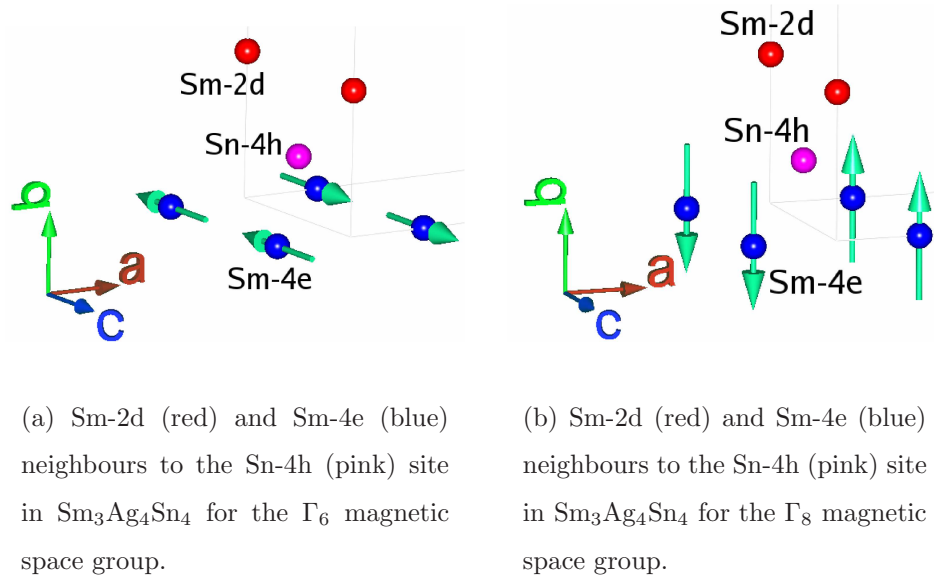 Sm-2d
Sn-4h
Sm-4e
b
a
c
Sm-2d
Sn-4h
Sm-4e
b
a
c
(a) Sm-2d (red) and Sm-4e (blue)
neighbours to the Sn-4h (pink) site
in Sm₃Ag₄Sn₄ for the Γ₆ magnetic
space group.
(b) Sm-2d (red) and Sm-4e (blue)
neighbours to the Sn-4h (pink) site
in Sm₃Ag₄Sn₄ for the Γ₈ magnetic
space group.